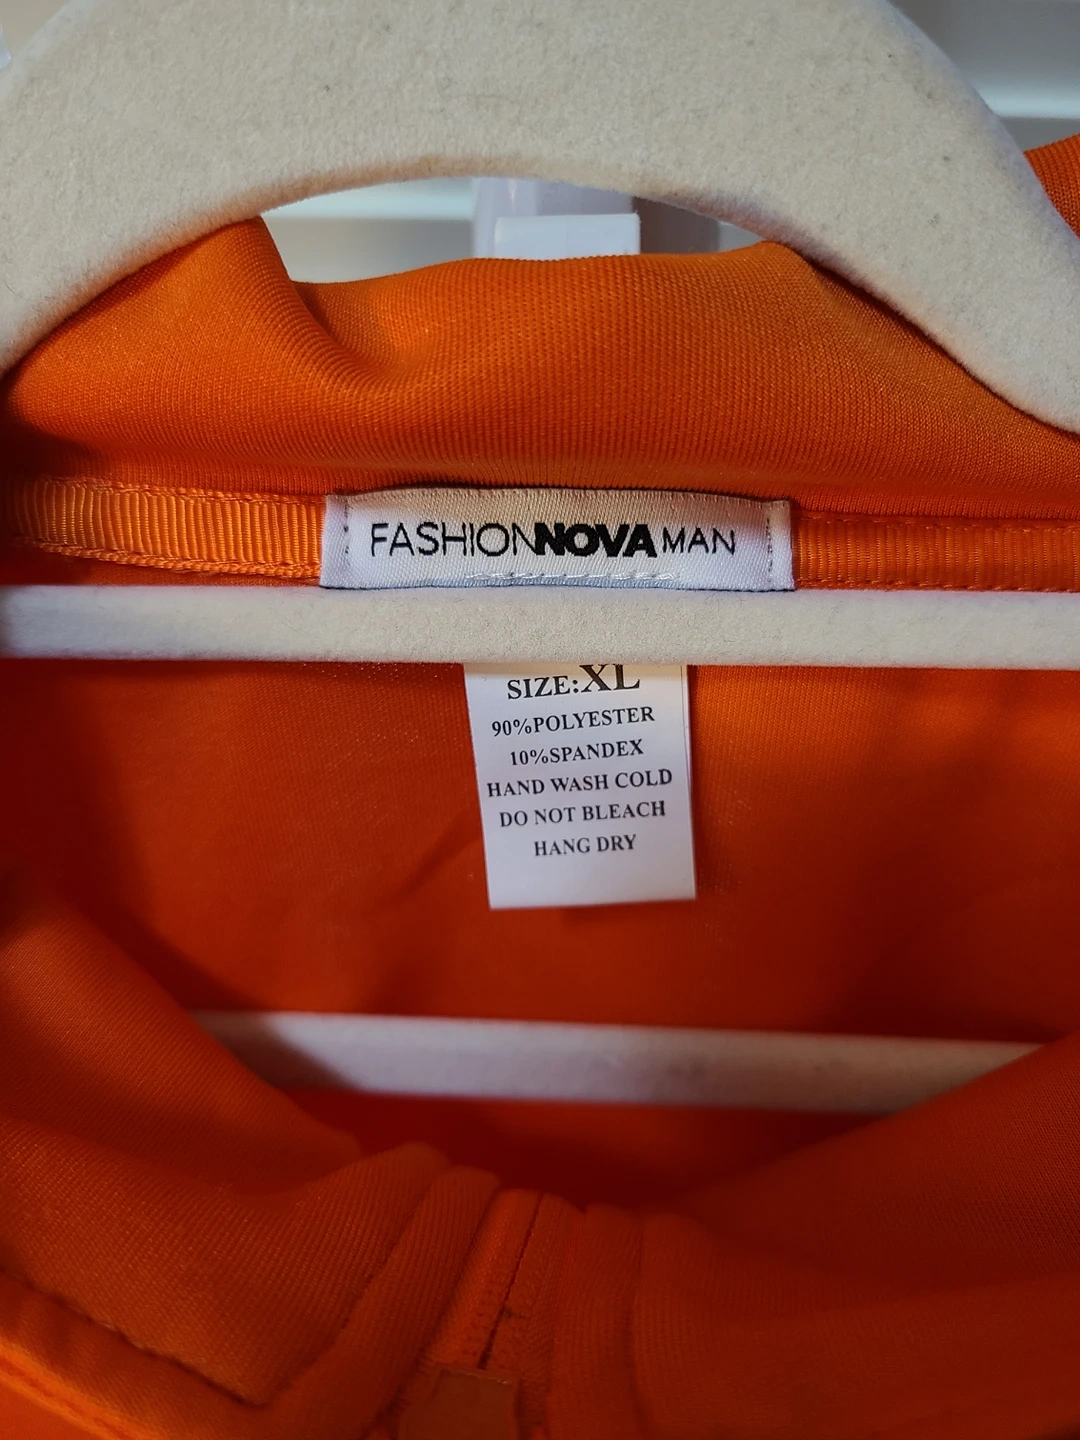 FASHIONNOVAMAN
SIZE:XL
90%POLYESTER
10%SPANDEX
HAND WASH COLD
DO NOT BLEACH
HANG DRY